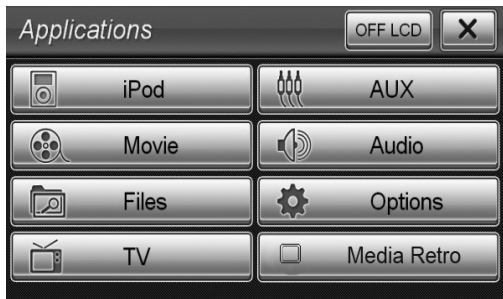 Applications
OFF LCD
iPod
AUX
Movie
Audio
Files
Options
TV
Media Retro